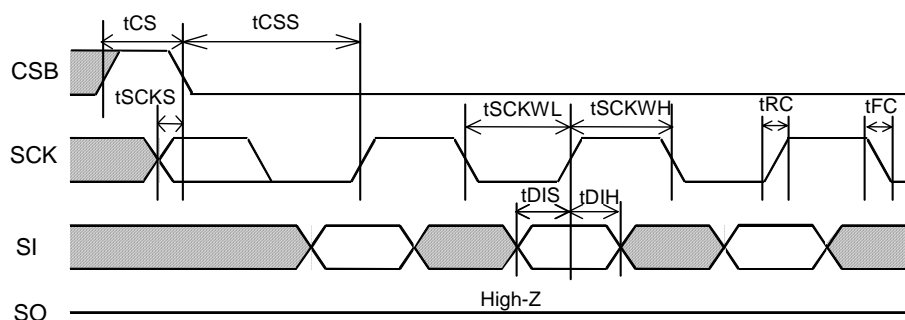 tCS
tCSS
CSB
tSCKS
tSCKWL
tSCKWH
tRC
tFC
SCK
tDIS
tDIH
SI
High-Z
SO